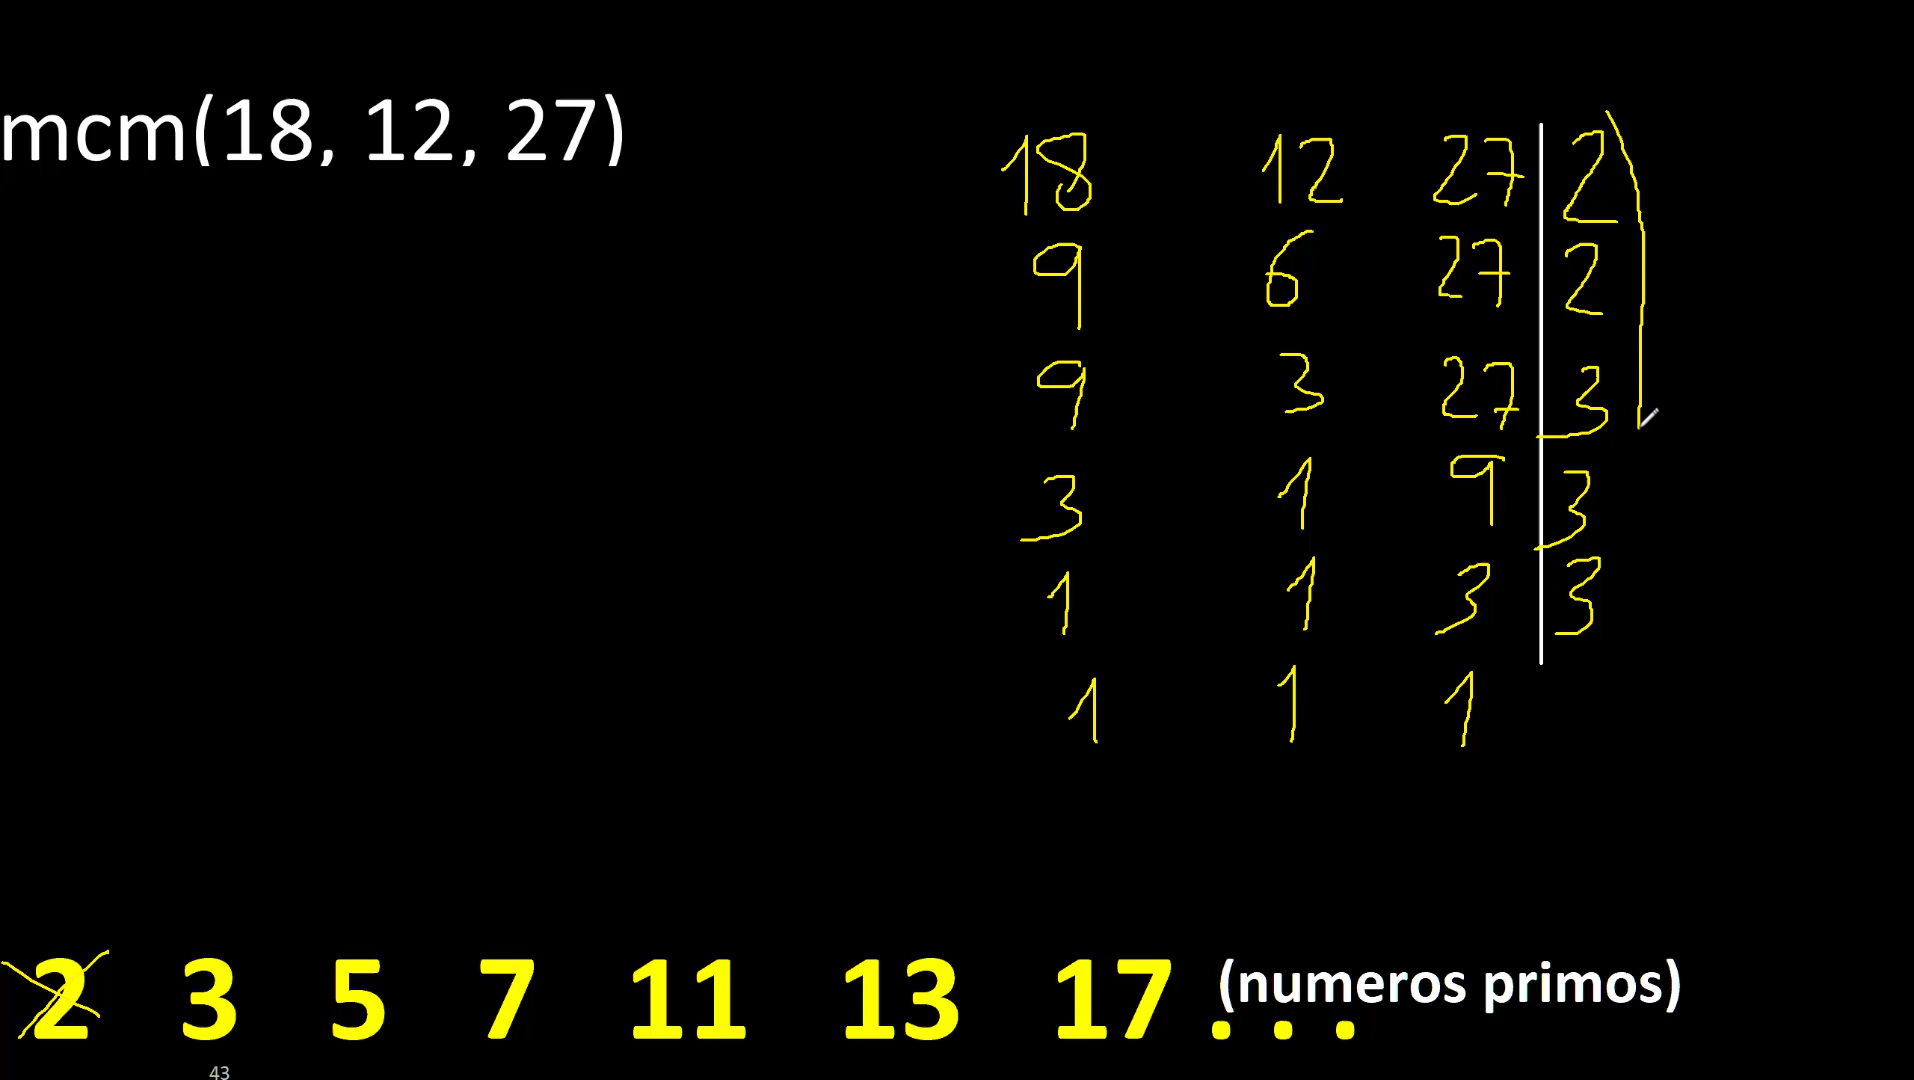 mcm(18, 12, 27)
18 12 27 2
9 6 27 2
9 3 27 3
3 1 9 3
1 1 3 3
1 1 1
2 3 5 7 11 13 17 ... (numeros primos)
43